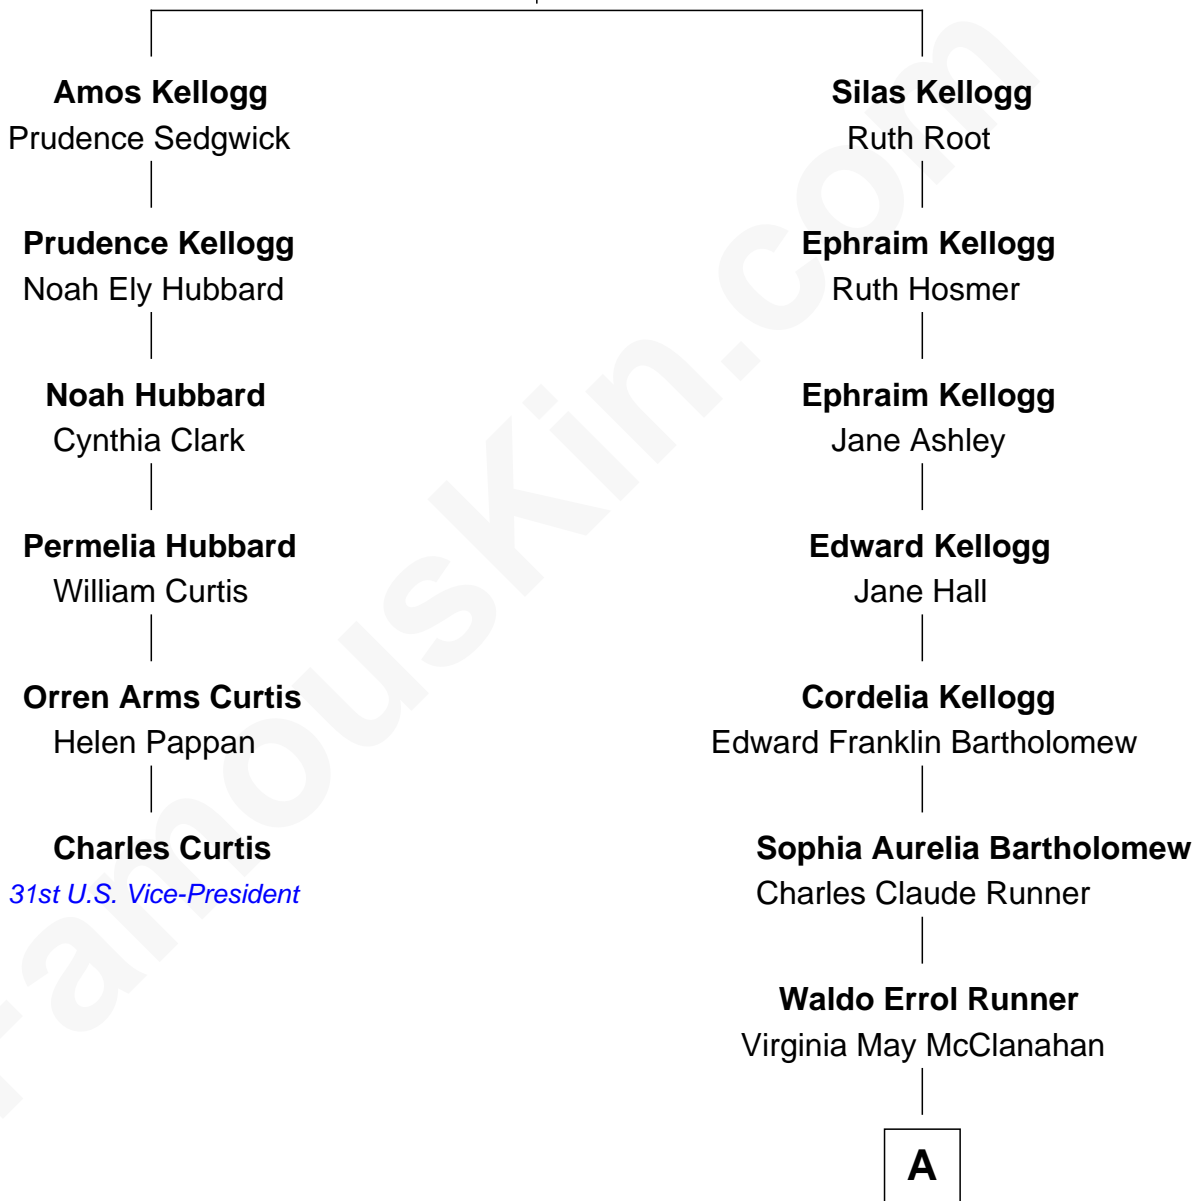 Amos Kellogg
Prudence Sedgwick
Prudence Kellogg
Noah Ely Hubbard
Noah Hubbard
Cynthia Clark
Permelia Hubbard
William Curtis
Orren Arms Curtis
Helen Pappan
Charles Curtis
31st U.S. Vice-President
Silas Kellogg
Ruth Root
Ephraim Kellogg
Ruth Hosmer
Ephraim Kellogg
Jane Ashley
Edward Kellogg
Jane Hall
Cordelia Kellogg
Edward Franklin Bartholomew
Sophia Aurelia Bartholomew
Charles Claude Runner
Waldo Errol Runner
Virginia May McClanahan
A
FamousKin.com